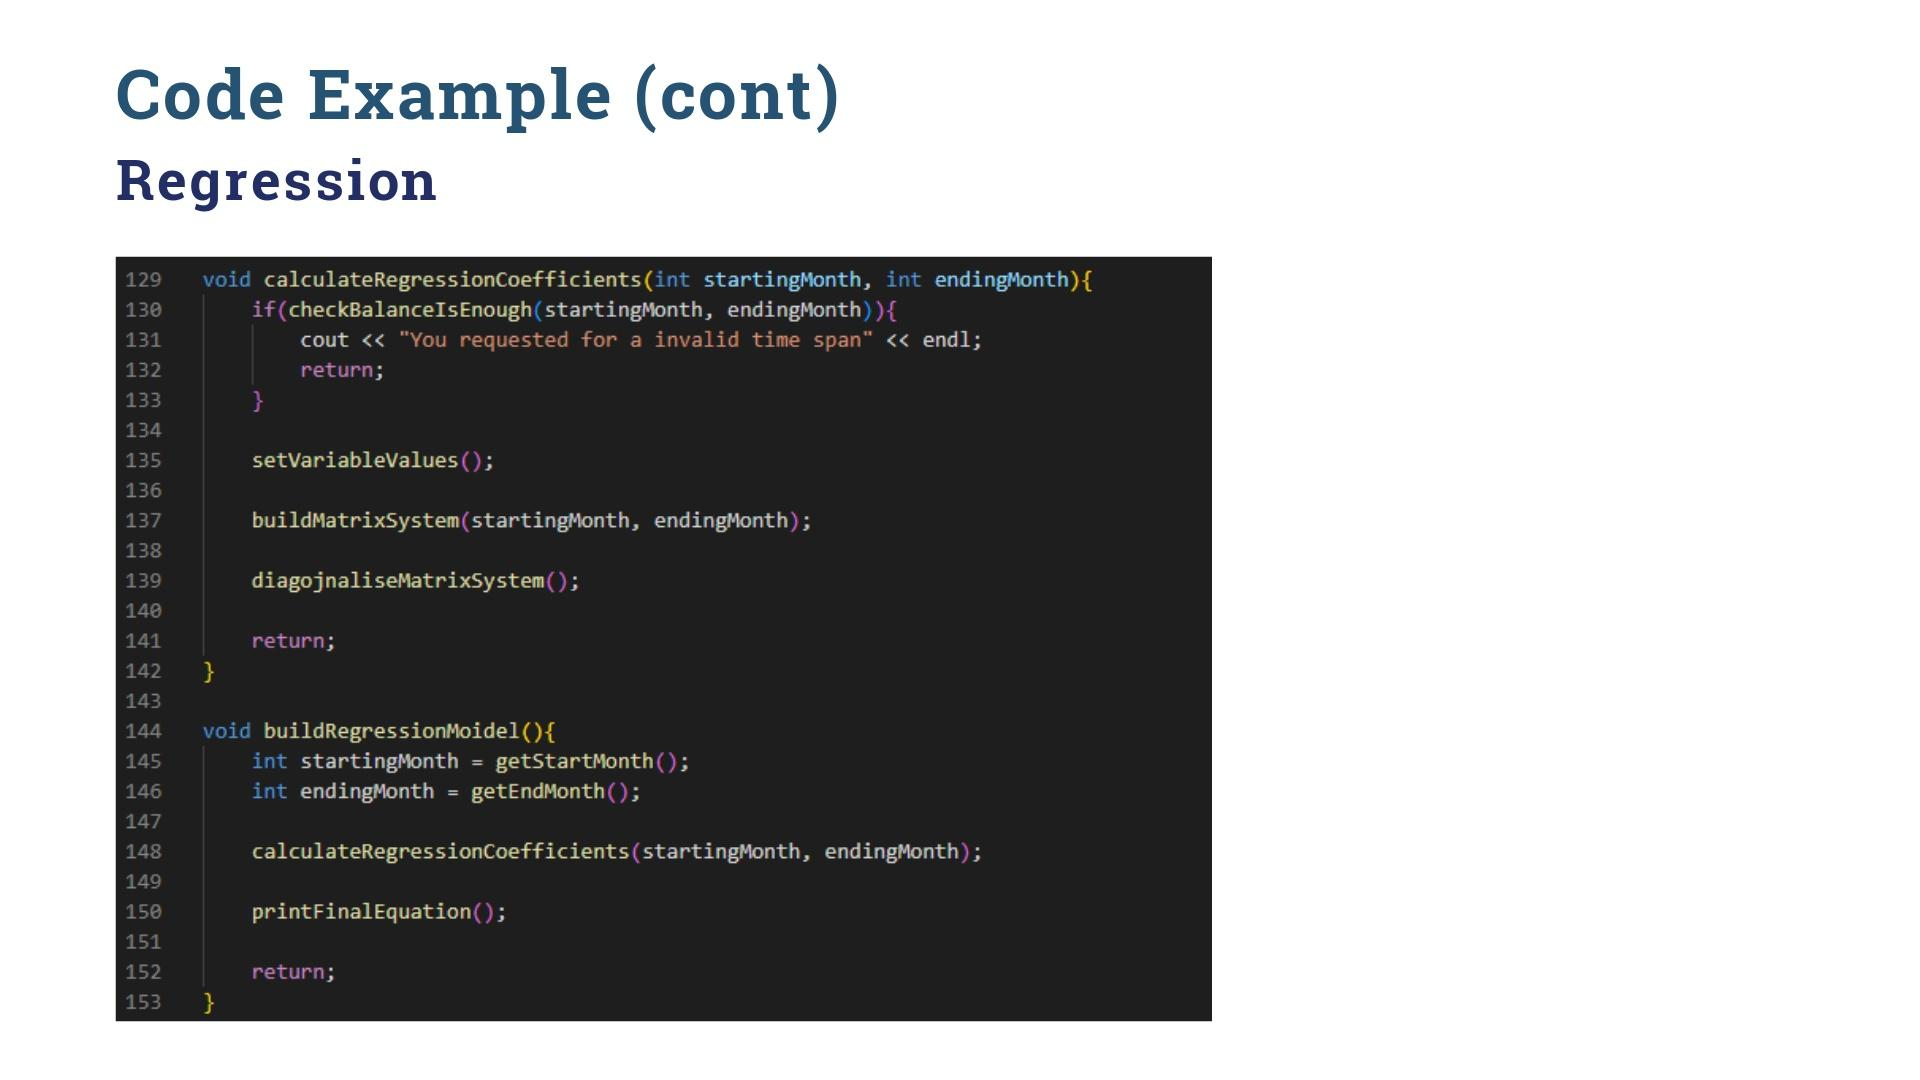 Code Example (cont)
Regression
129 void calculateRegressionCoefficients(int startingMonth, int endingMonth){
130 if(checkBalanceIsEnough(startingMonth, endingMonth)){
131 cout << "You requested for a invalid time span" << endl;
132 return;
133 }
134
135 setVariableValues();
136
137 buildMatrixSystem(startingMonth, endingMonth);
138
139 diagojnaliseMatrixSystem();
140
141 return;
142 }
143
144 void buildRegressionMoidel(){
145 int startingMonth = getStartMonth();
146 int endingMonth = getEndMonth();
147
148 calculateRegressionCoefficients(startingMonth, endingMonth);
149
150 printFinalEquation();
151
152 return;
153 }